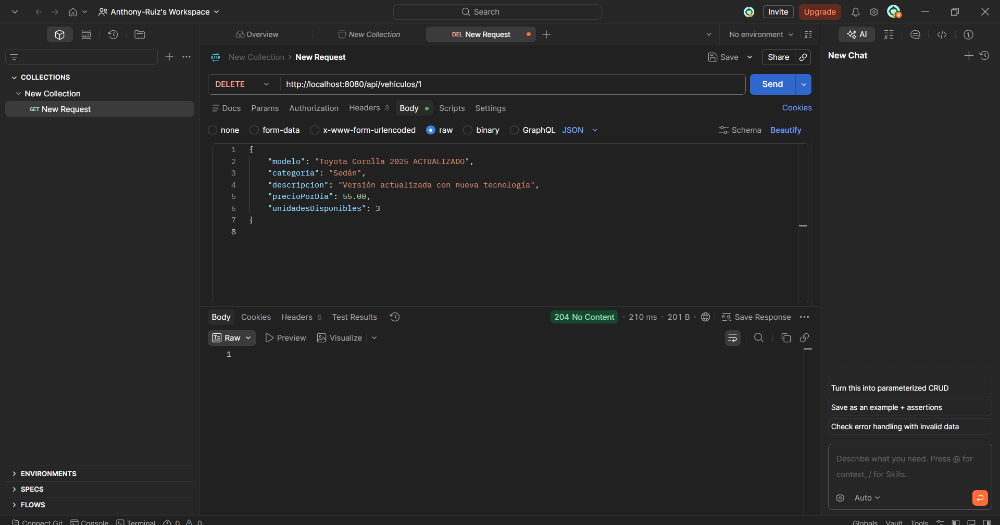 Anthony-Ruiz's Workspace
Search
Invite
Upgrade
Overview
New Collection
DEL New Request
No environment
AI
HTTP New Collection > New Request
Save
Share
New Chat
COLLECTIONS
New Collection
GET New Request
DELETE
http://localhost:8080/api/vehiculos/1
Send
Docs
Params
Authorization
Headers 8
Body
Scripts
Settings
Cookies
none
form-data
x-www-form-urlencoded
raw
binary
GraphQL
JSON
Schema
Beautify
1 {
2 "modelo": "Toyota Corolla 2025 ACTUALIZADO",
3 "categoria": "Sedán",
4 "descripcion": "Versión actualizada con nueva tecnología",
5 "precioPorDia": 55.00,
6 "unidadesDisponibles": 3
7 }
8
Body
Cookies
Headers 6
Test Results
204 No Content
210 ms
201 B
e.g. Save Response
Raw
Preview
Visualize
1
Turn this into parameterized CRUD
Save as an example + assertions
Check error handling with invalid data
Describe what you need. Press @ for
context, / for Skills.
Auto
ENVIRONMENTS
SPECS
FLOWS
Connect Git
Console
Terminal
0
0
Globals
Vault
Tools